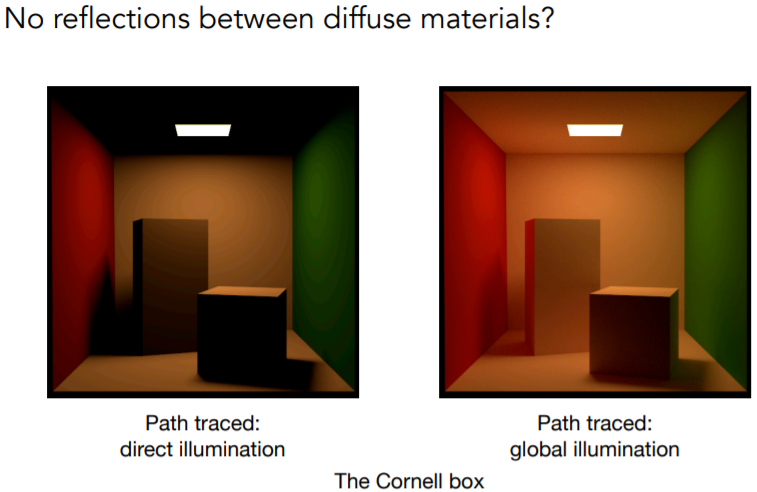 No reflections between diffuse materials?
Path traced:
direct illumination
Path traced:
global illumination
The Cornell box